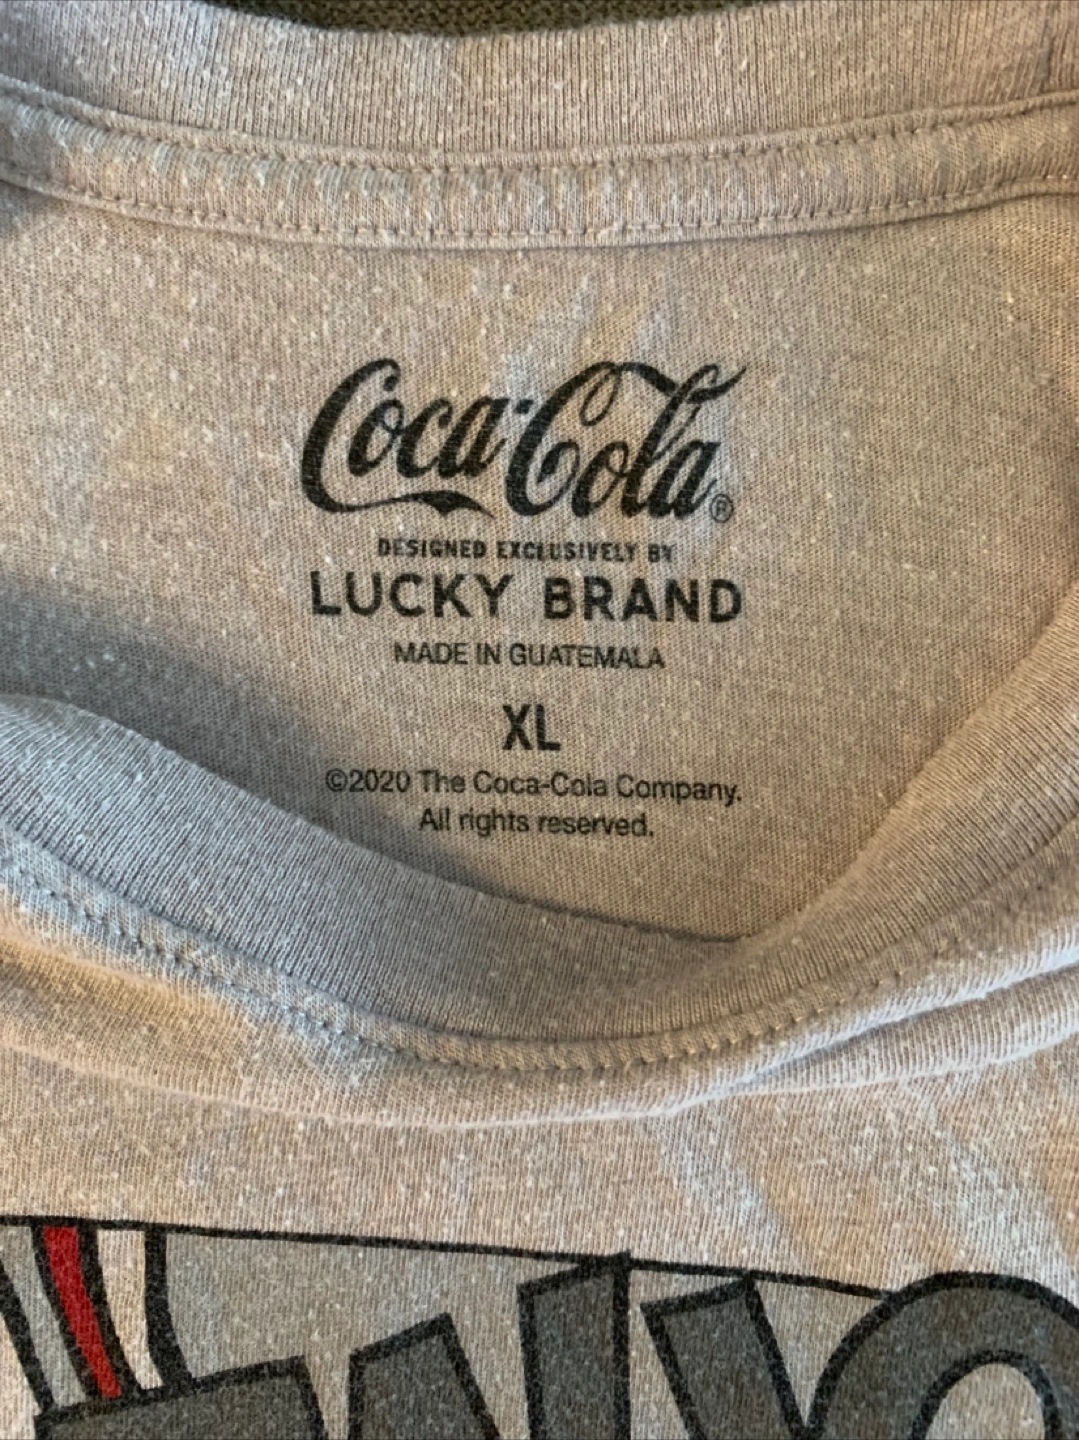 Coca-Cola®
DESIGNED EXCLUSIVELY BY
LUCKY BRAND
MADE IN GUATEMALA
XL
©2020 The Coca-Cola Company.
All rights reserved.